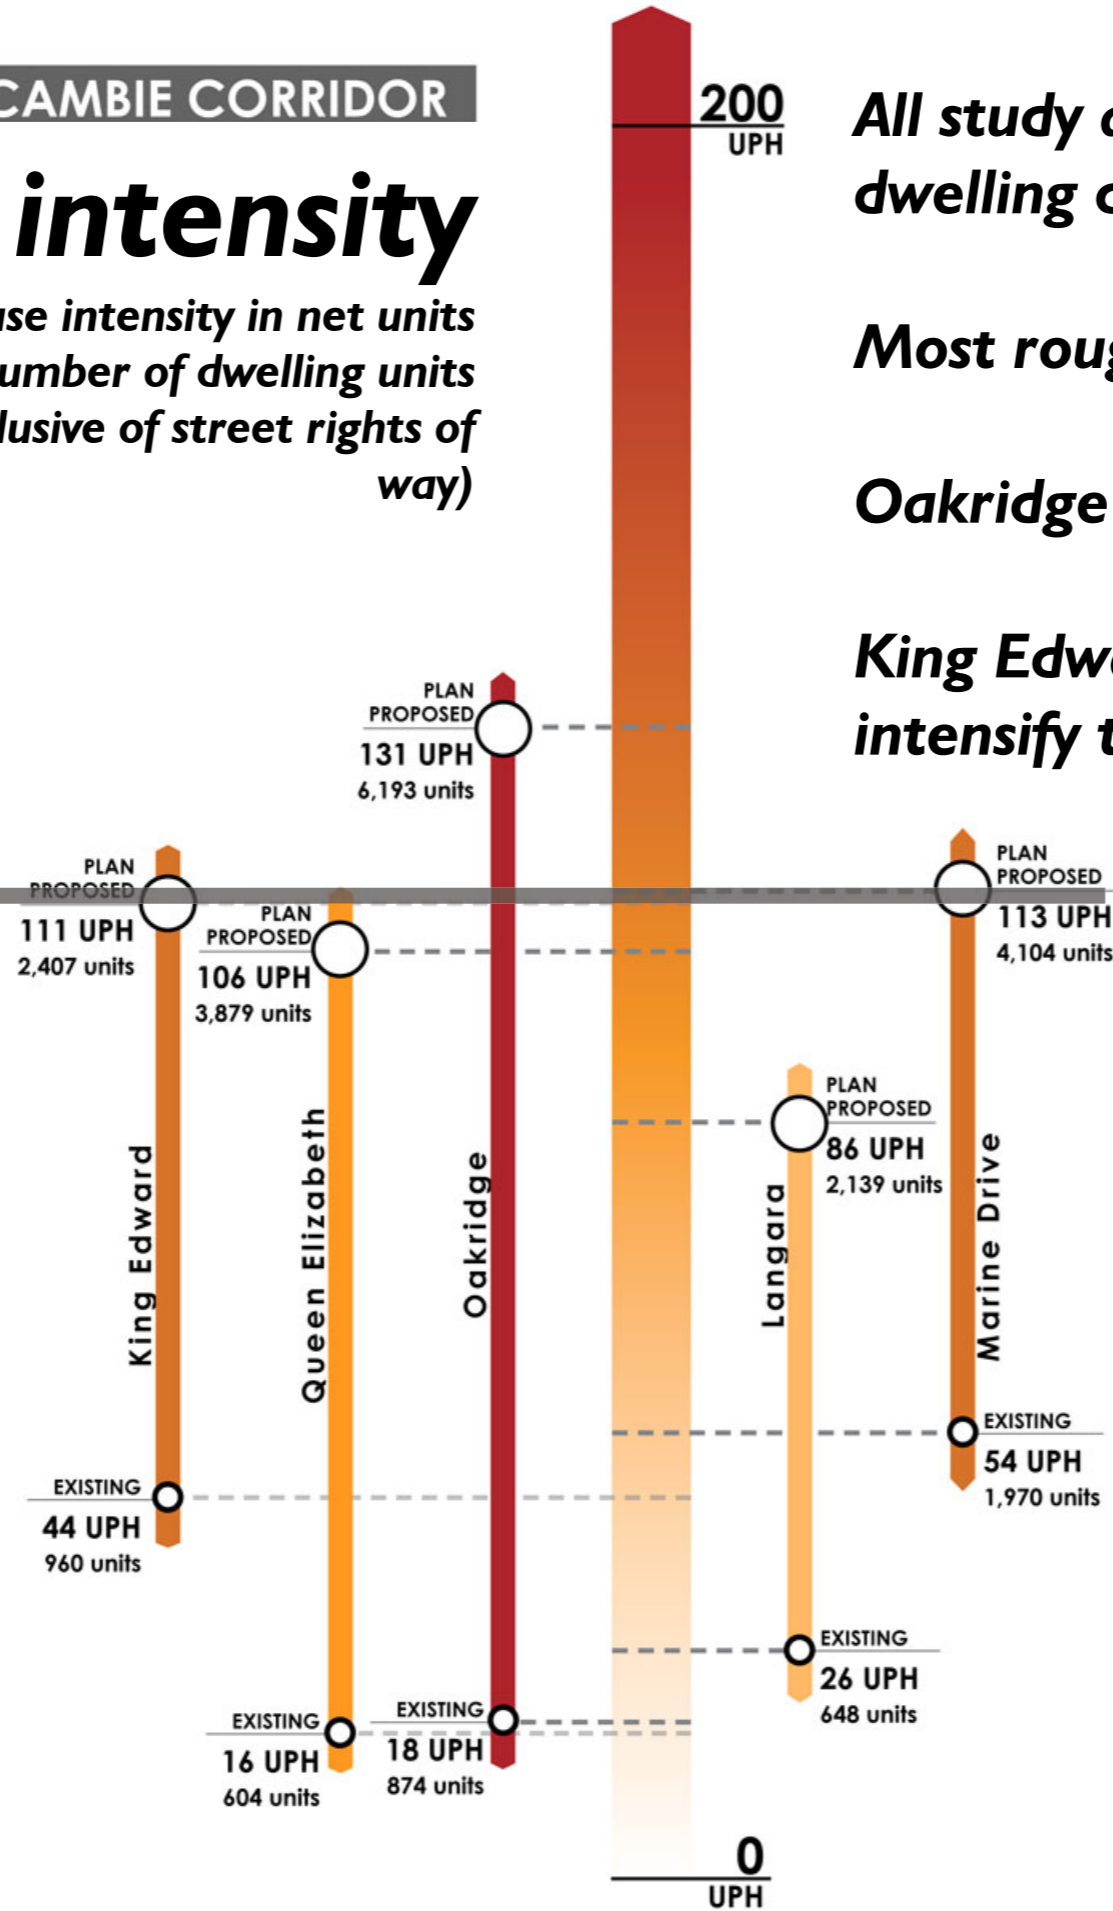 CAMBIE CORRIDOR
intensity
intensity in net units
of dwelling units
of street rights of
way)
200
UPH
All study
dwelling
Most
Oakridge
King
intensify
PLAN
PROPOSED
131 UPH
6,193 units
PLAN
PROPOSED
111 UPH
2,407 units
PLAN
PROPOSED
106 UPH
3,879 units
PLAN
PROPOSED
113 UPH
4,104 units
PLAN
PROPOSED
86 UPH
2,139 units
King Edward
Queen Elizabeth
Oakridge
Langara
Marine Drive
EXISTING
54 UPH
1,970 units
EXISTING
44 UPH
960 units
EXISTING
26 UPH
648 units
EXISTING
16 UPH
604 units
EXISTING
18 UPH
874 units
0
UPH